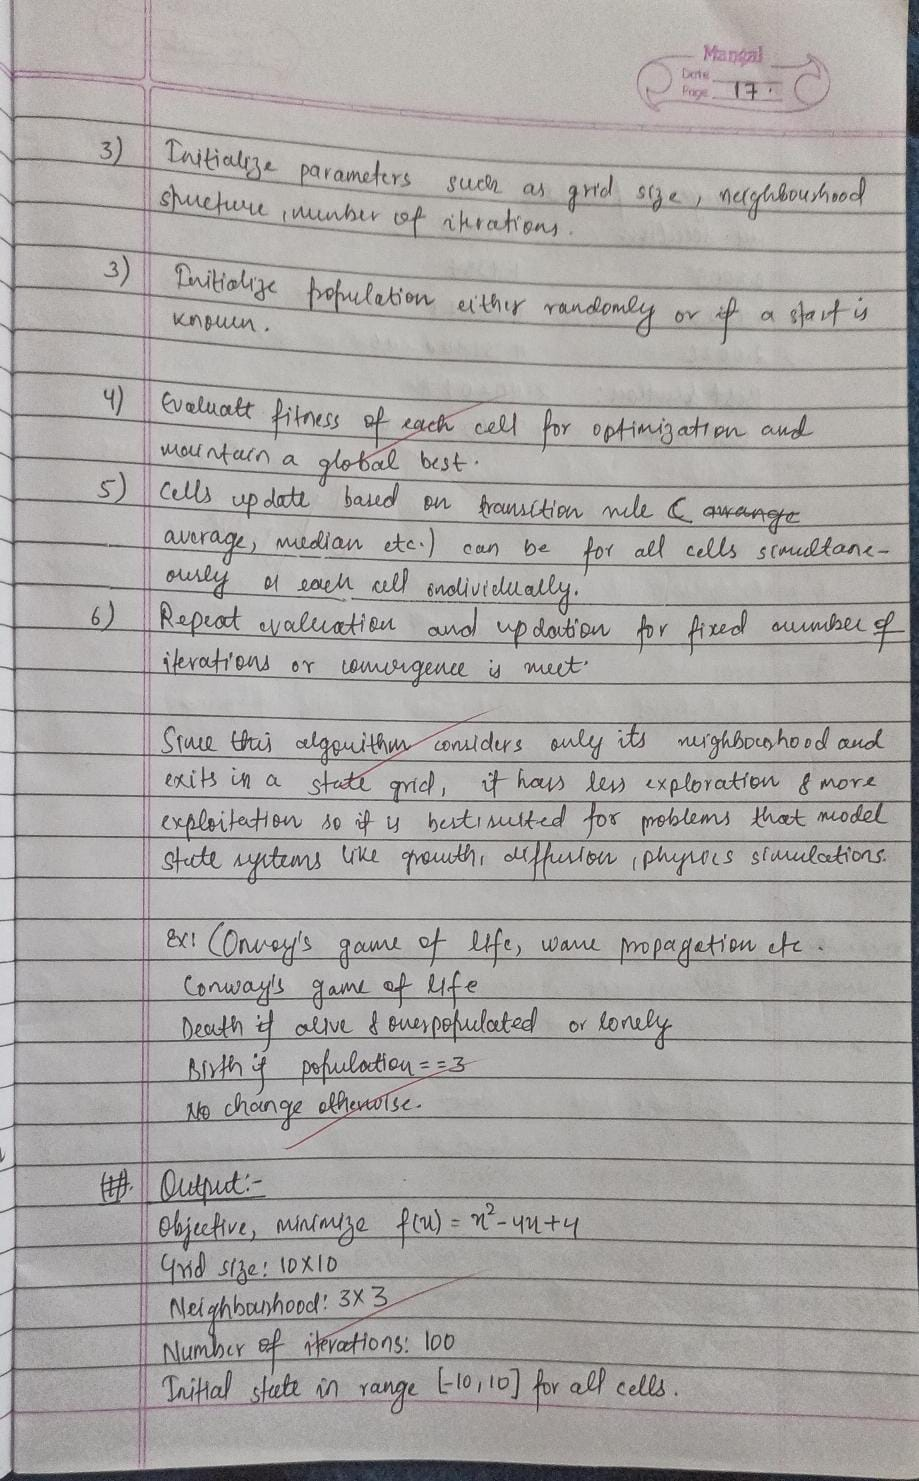 Mangal
Date
Page 17.
3) Initialize parameters such as grid size, neighbourhood
structure, number of iterations.
3) Initialize population either randomly or if a start is
known.
4) Evaluate fitness of each cell for optimization and
maintain a global best.
5) Cells update based on transition rule ( average
average, median etc.) can be for all cells simultane-
ously or each cell individually.
6) Repeat evaluation and updation for fixed number of
iterations or convergence is meet.
Since this algorithm considers only its neighbourhood and
exits in a state grid, it has less exploration & more
exploitation so it is best suited for problems that model
state systems like growth, diffusion, physics simulations.
Ex: Conway's game of life, wave propagation etc.
Conway's game of life
Death if alive & overpopulated or lonely
Birth if population == 3
No change otherwise.
Output:-
Objective, minimize f(x) = x²-4x+4
Grid size: 10x10
Neighbourhood: 3x3
Number of iterations: 100
Initial state in range [-10,10] for all cells.